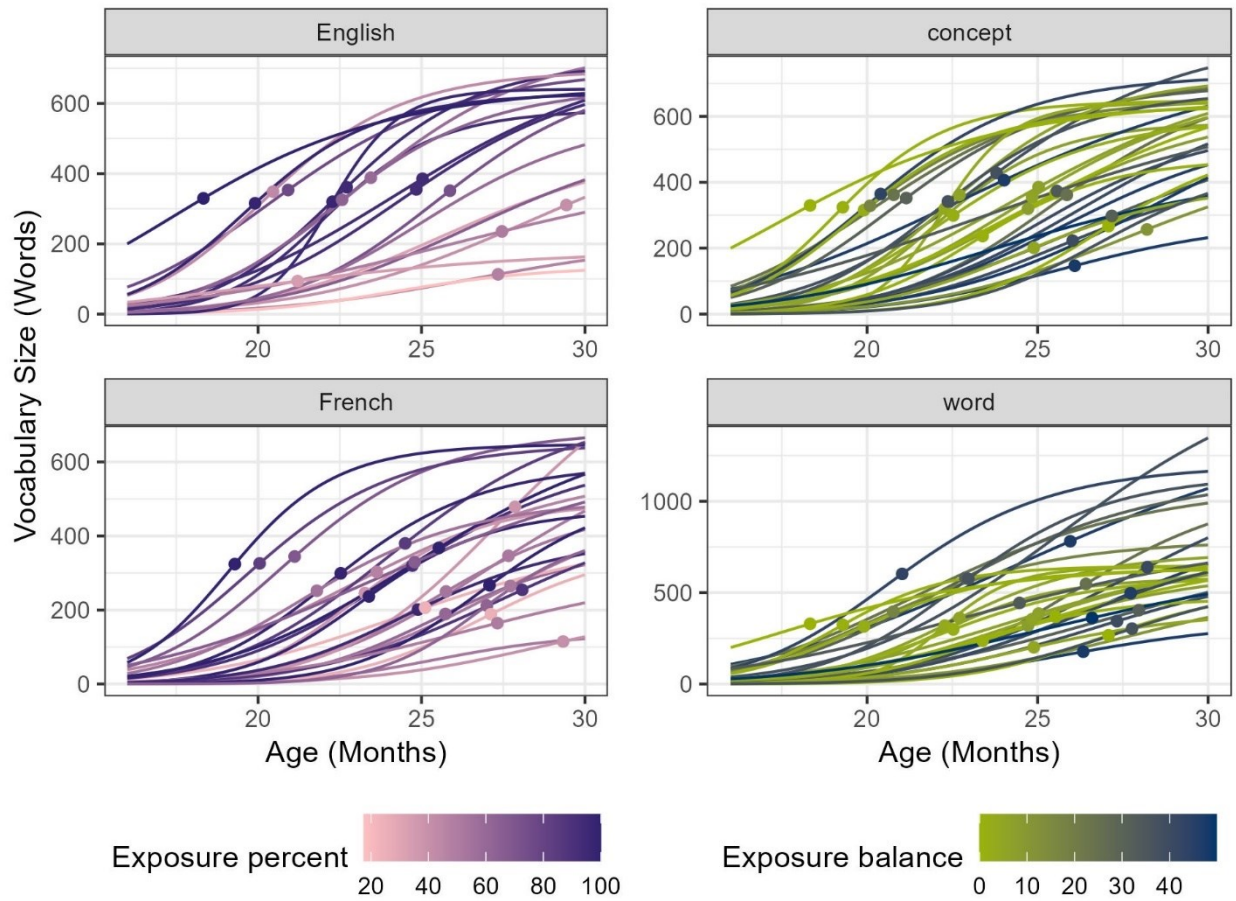 English
concept
Vocabulary Size (Words)
600
400
200
0
20 25 30
600
400
200
0
20 25 30
French
word
600
400
200
0
20 25 30
1000
500
0
20 25 30
Age (Months)
Age (Months)
Exposure percent
20 40 60 80 100
Exposure balance
0 10 20 30 40